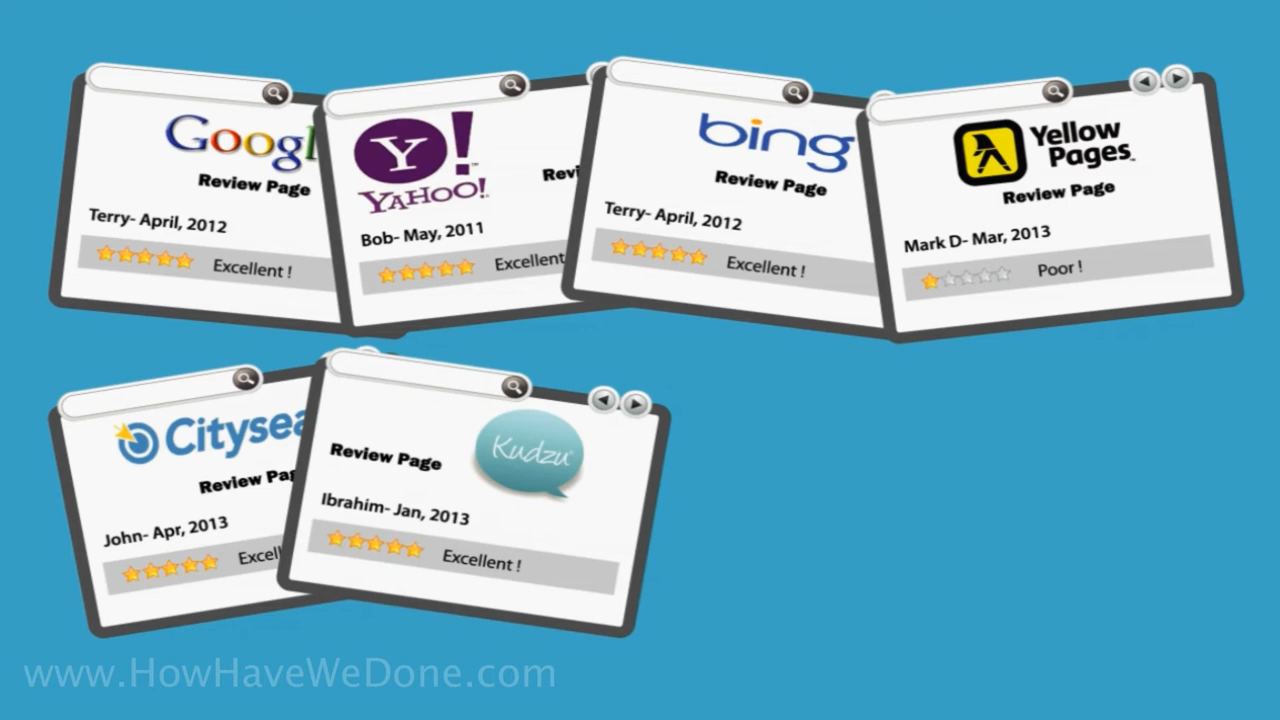 Googl
Review Page
Terry- April, 2012
Excellent !
Y!
YAHOO!
Revi
Bob- May, 2011
Excellent
bing
Review Page
Terry- April, 2012
Excellent !
Yellow
Pages
Review Page
Mark D- Mar, 2013
Poor !
Citysea
Review Pag
John- Apr, 2013
Excell
Kudzu
Review Page
Ibrahim- Jan, 2013
Excellent !
www.HowHaveWeDone.com